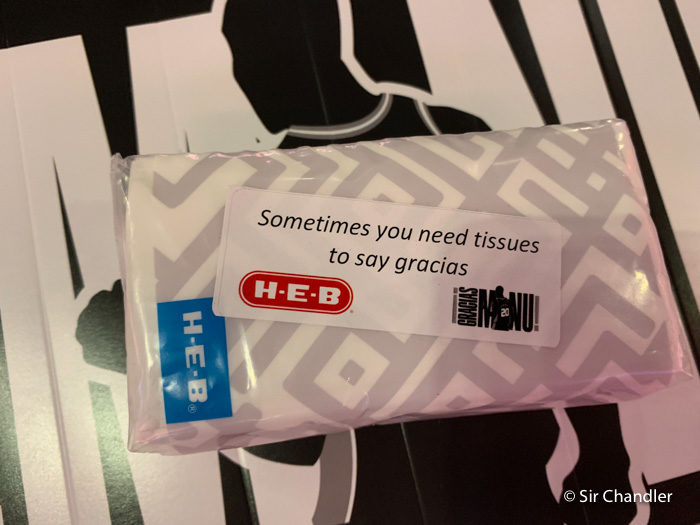 Sometimes you need tissues
to say gracias
H-E-B
GRACIAS
MANU
20
H-E-B
© Sir Chandler